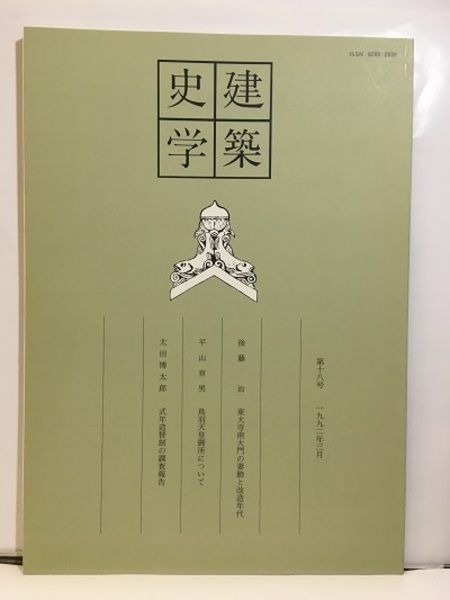 ISSN 0293-2839
建築
史学
第十八号　一九九二年三月
後藤　治　東大寺南大門の妻飾と改造年代
平山育男　鳥羽天皇御所について
太田博太郎　式年造替制の調査報告